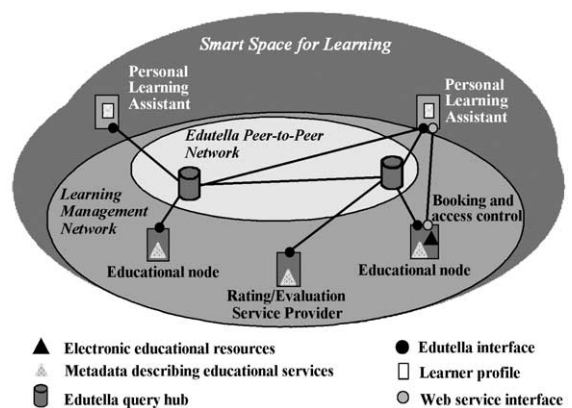 Smart Space for Learning
Personal
Learning
Assistant
Personal
Learning
Assistant
Edutella Peer-to-Peer
Network
Learning
Management
Network
Booking and
access control
Educational node
Rating/Evaluation
Service Provider
Educational node
Electronic educational resources
Metadata describing educational services
Edutella query hub
Edutella interface
Learner profile
Web service interface